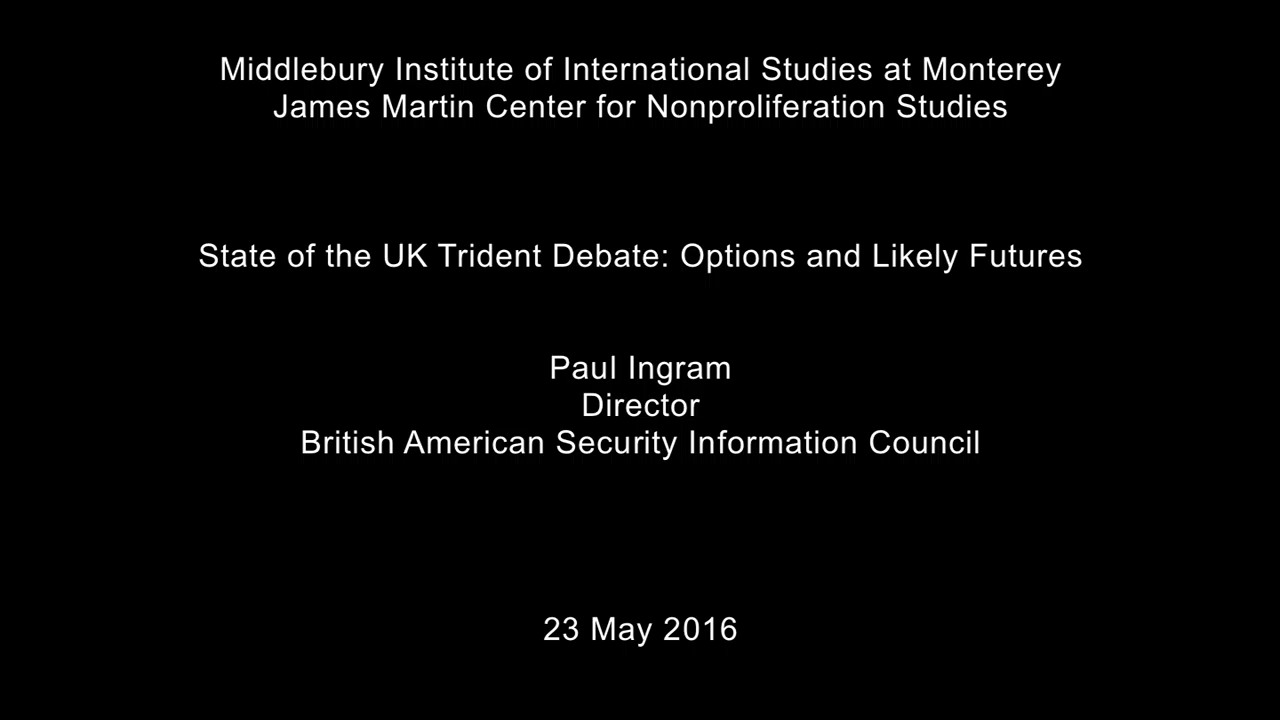 Middlebury Institute of International Studies at Monterey
James Martin Center for Nonproliferation Studies
State of the UK Trident Debate: Options and Likely Futures
Paul Ingram
Director
British American Security Information Council
23 May 2016